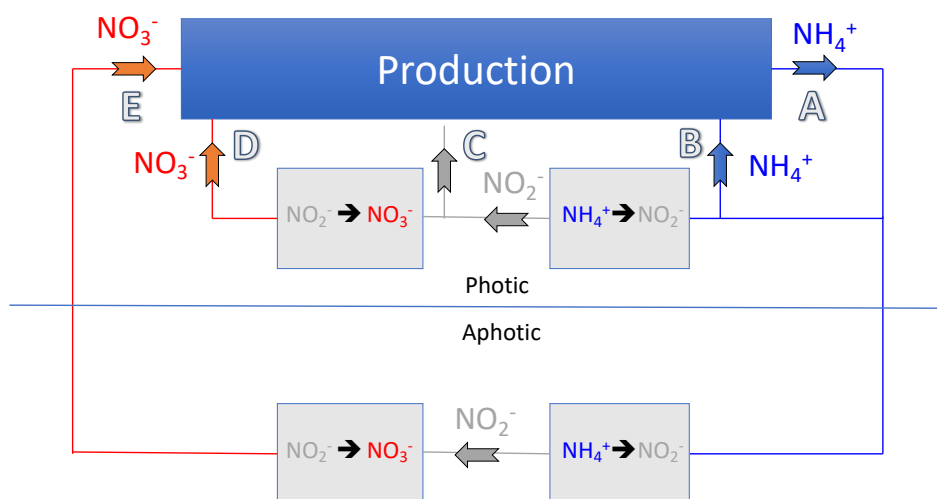 NO₃⁻
NH₄⁺
Production
E
A
NO₃⁻
D
C
B
NH₄⁺
NO₂⁻
NO₂⁻ ➔ NO₃⁻
NH₄⁺ ➔ NO₂⁻
Photic
Aphotic
NO₂⁻
NO₂⁻ ➔ NO₃⁻
NH₄⁺ ➔ NO₂⁻